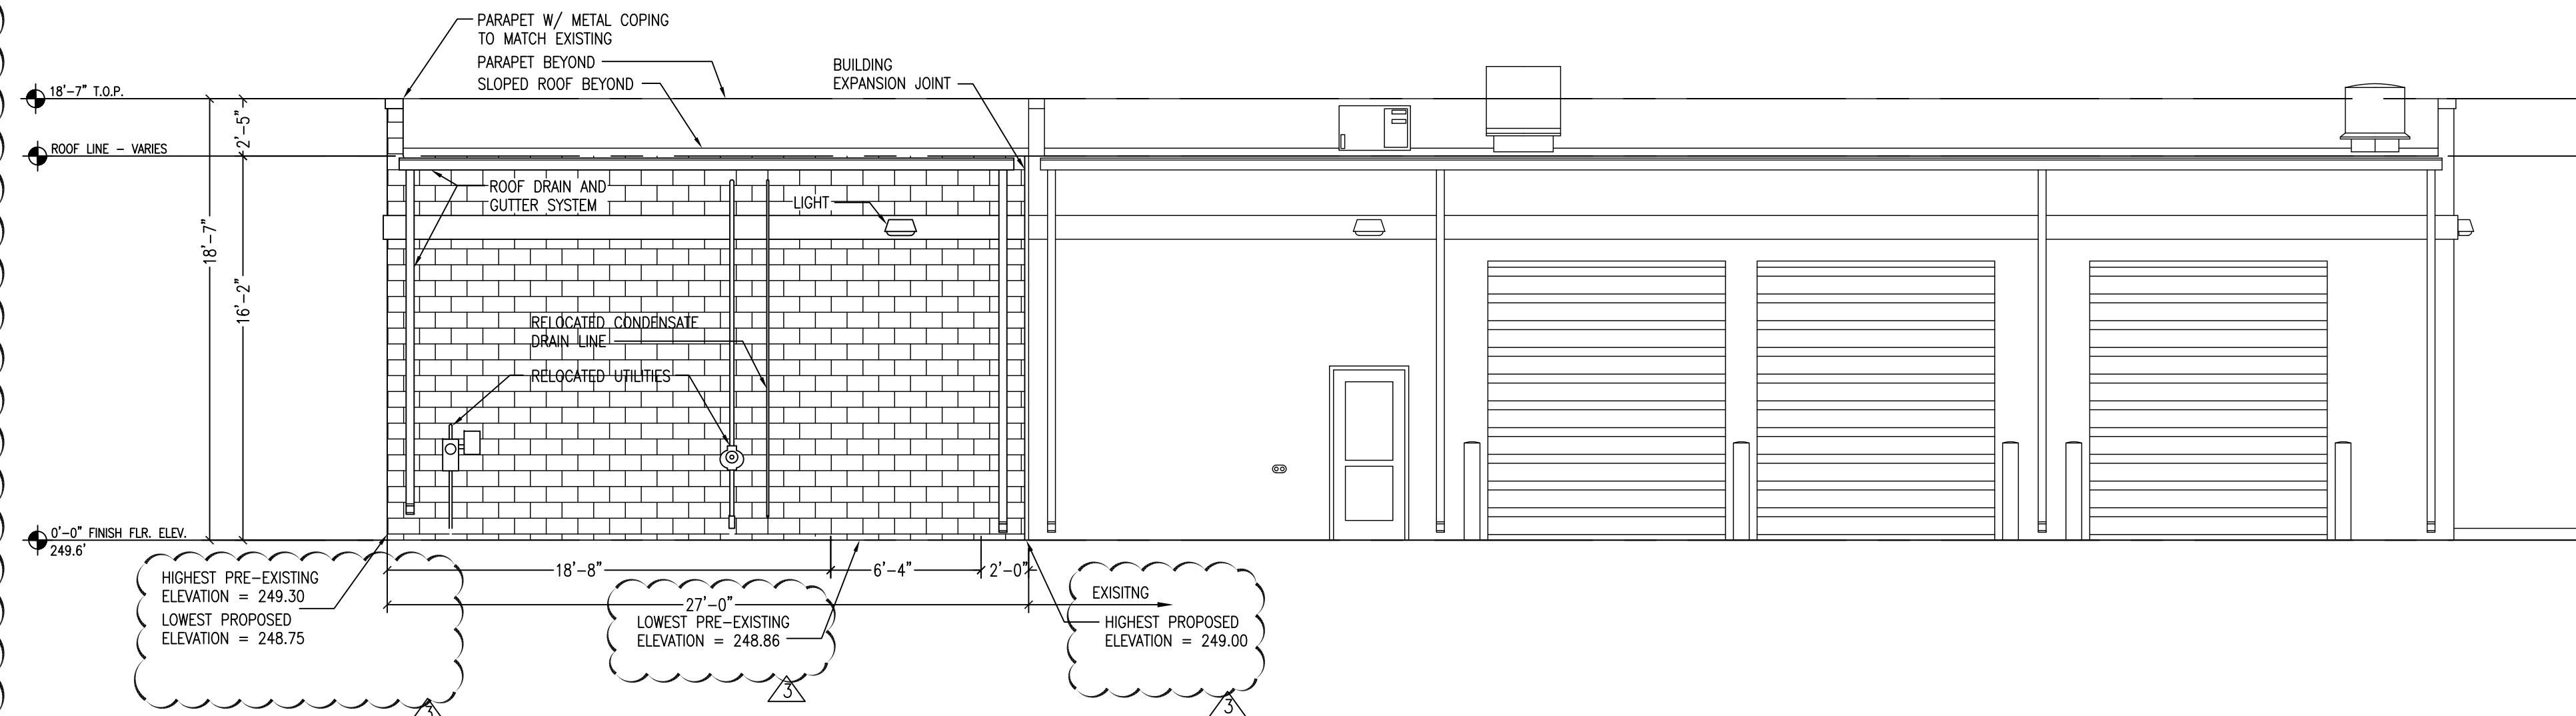 PARAPET W/ METAL COPING
TO MATCH EXISTING
PARAPET BEYOND
SLOPED ROOF BEYOND
BUILDING
EXPANSION JOINT
18'-7" T.O.P.
ROOF LINE - VARIES
2'-5"
18'-7"
16'-2"
ROOF DRAIN AND
GUTTER SYSTEM
LIGHT
RELOCATED CONDENSATE
DRAIN LINE
RELOCATED UTILITIES
0'-0" FINISH FLR. ELEV.
249.6'
18'-8"
6'-4"
2'-0"
27'-0"
HIGHEST PRE-EXISTING
ELEVATION = 249.30
LOWEST PROPOSED
ELEVATION = 248.75
LOWEST PRE-EXISTING
ELEVATION = 248.86
EXISITNG
HIGHEST PROPOSED
ELEVATION = 249.00
3
3
3